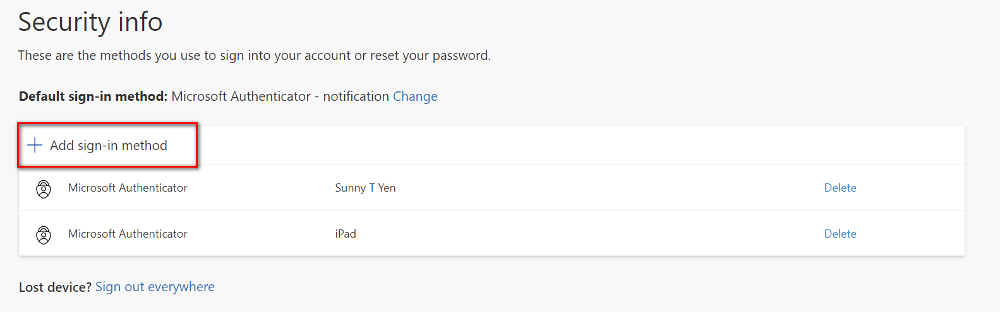 Security info
These are the methods you use to sign into your account or reset your password.
Default sign-in method: Microsoft Authenticator - notification Change
Add sign-in method
Microsoft Authenticator Sunny T Yen Delete
Microsoft Authenticator iPad Delete
Lost device? Sign out everywhere